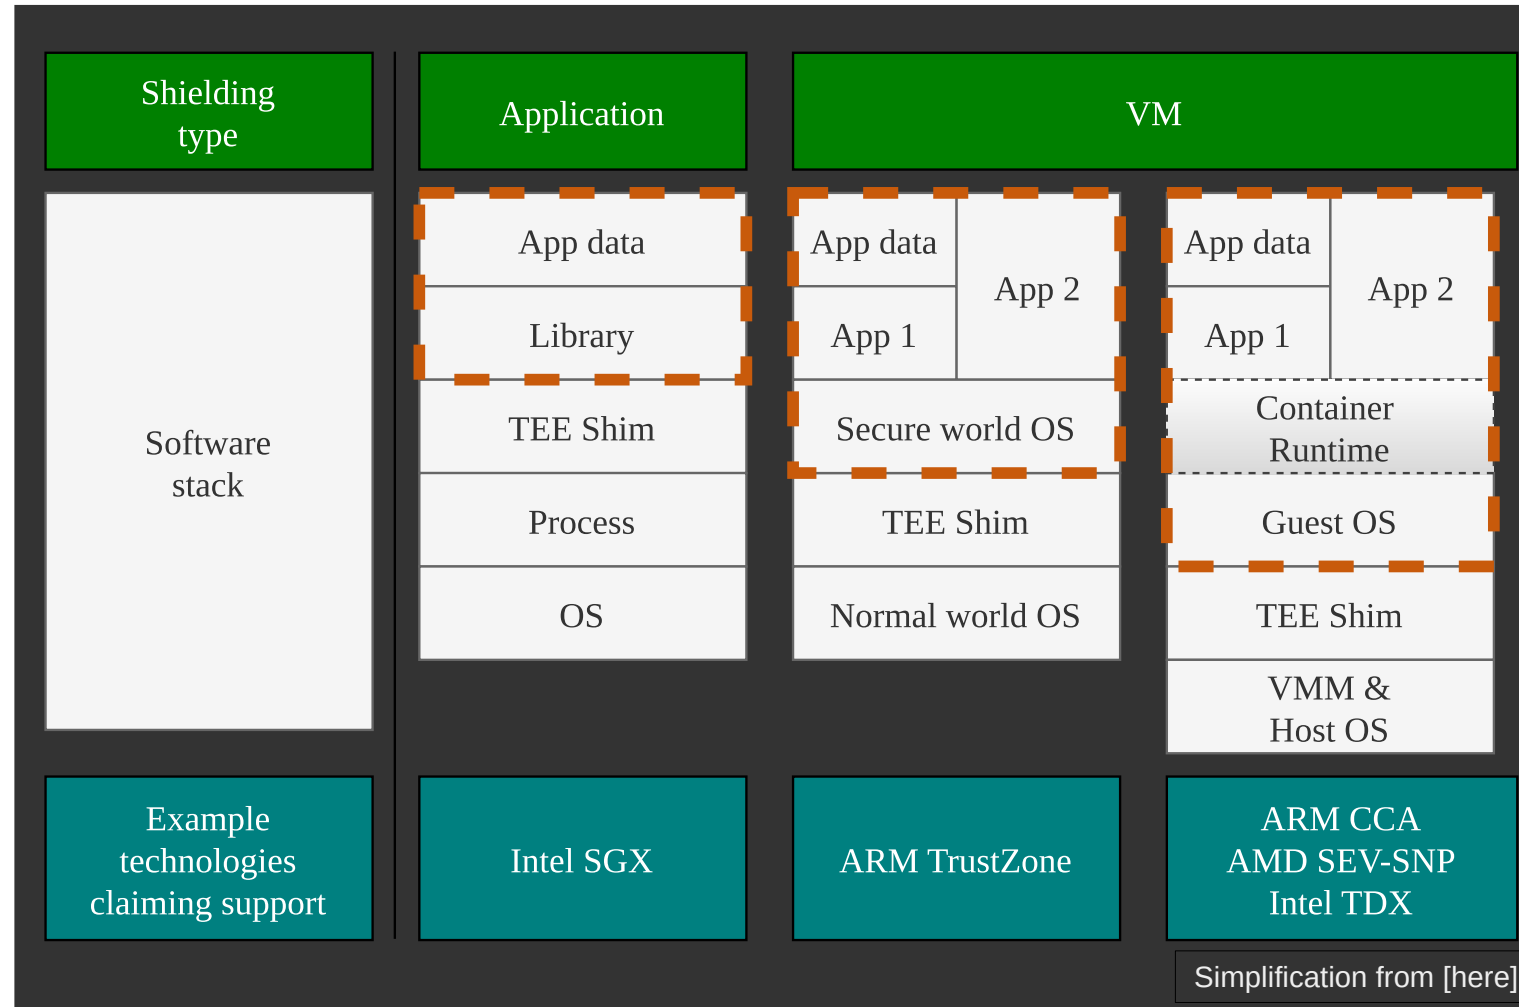 Shielding
type
Application
VM
Software
stack
App data
Library
TEE Shim
Process
OS
App data
App 1
App 2
Secure world OS
TEE Shim
Normal world OS
App data
App 1
App 2
Container
Runtime
Guest OS
TEE Shim
VMM &
Host OS
Example
technologies
claiming support
Intel SGX
ARM TrustZone
ARM CCA
AMD SEV-SNP
Intel TDX
Simplification from [here]